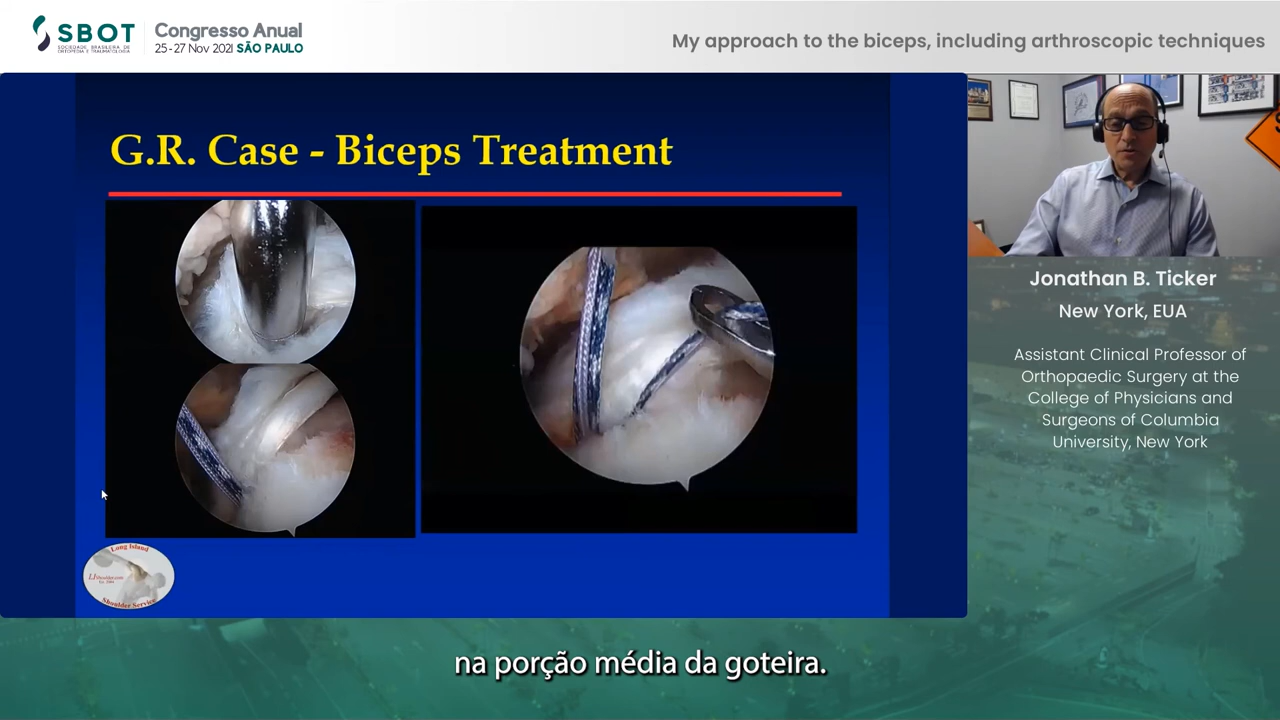 SBOT
SOCIEDADE BRASILEIRA DE
ORTOPEDIA E TRAUMATOLOGIA
Congresso Anual
25-27 Nov 2021 SÃO PAULO
My approach to the biceps, including arthroscopic techniques
G.R. Case - Biceps Treatment
Jonathan B. Ticker
New York, EUA
Assistant Clinical Professor of
Orthopaedic Surgery at the
College of Physicians and
Surgeons of Columbia
University, New York
Long Island
LIShoulder.com
Shoulder Service
na porção média da goteira.